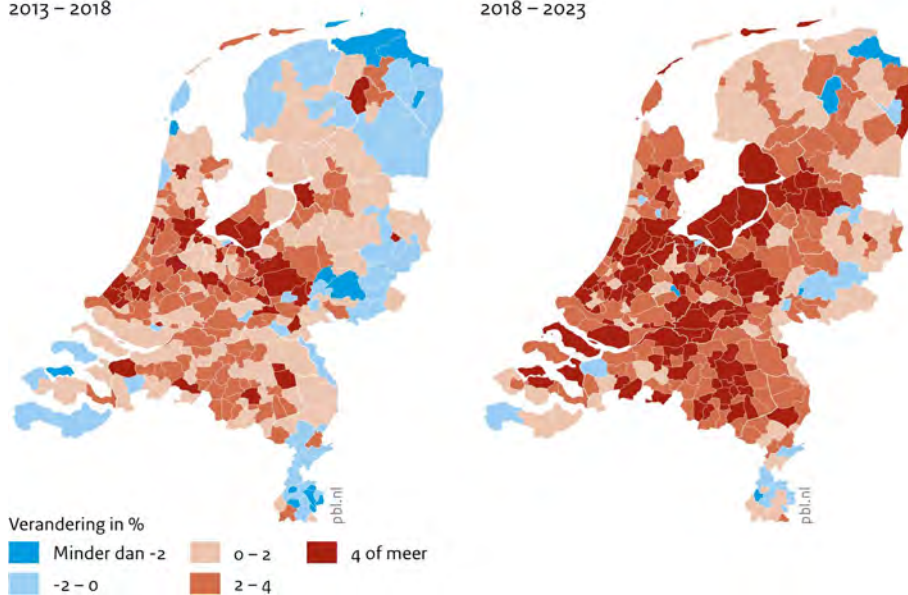 2013 – 2018
2018 – 2023
pbl.nl
pbl.nl
Verandering in %
Minder dan -2
0 – 2
4 of meer
-2 – 0
2 – 4